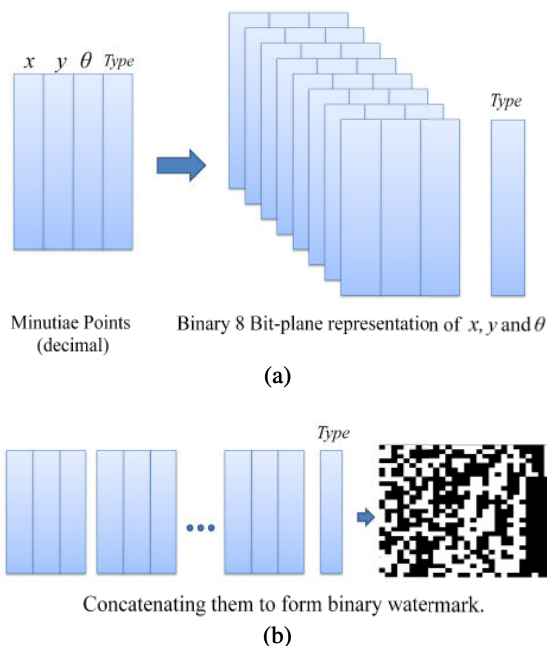 x y θ Type
Type
Minutiae Points
(decimal)
Binary 8 Bit-plane representation of x, y and θ
(a)
Type
Concatenating them to form binary watermark.
(b)